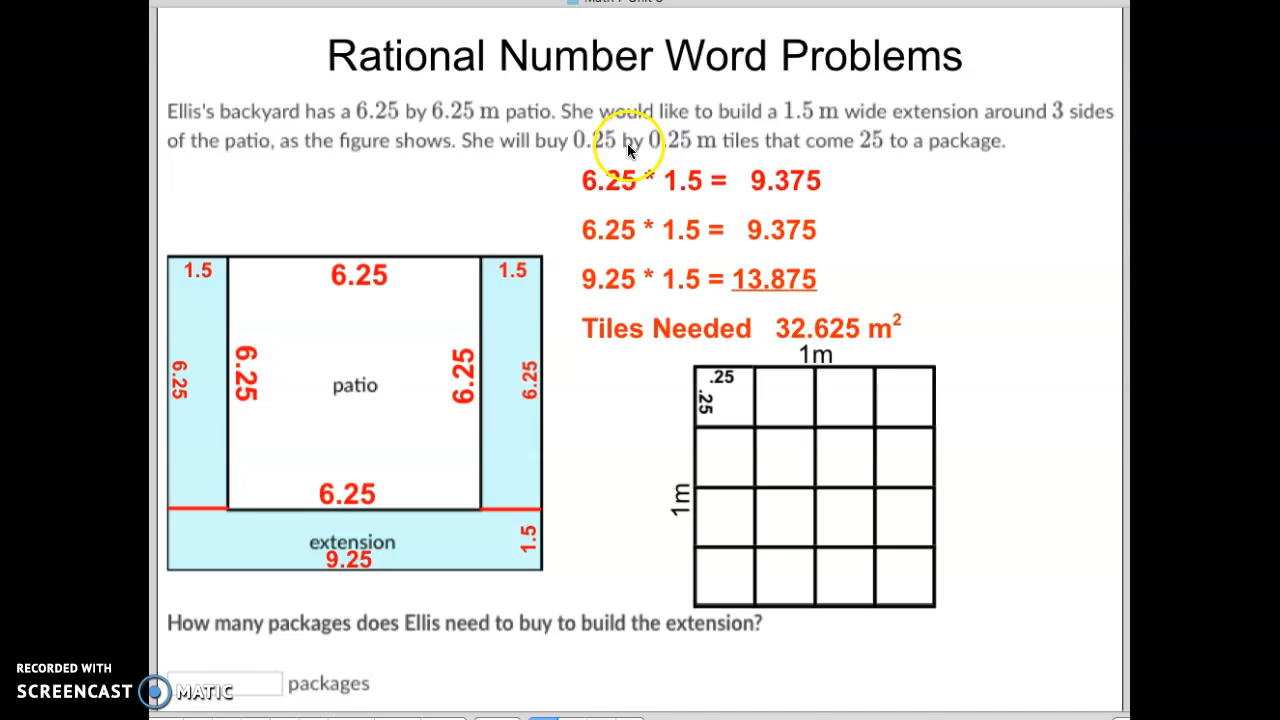 Rational Number Word Problems
Ellis's backyard has a 6.25 by 6.25 m patio. She would like to build a 1.5 m wide extension around 3 sides
of the patio, as the figure shows. She will buy 0.25 by 0.25 m tiles that come 25 to a package.
6.25 * 1.5 = 9.375
6.25 * 1.5 = 9.375
9.25 * 1.5 = 13.875
Tiles Needed 32.625 m²
1.5 6.25 1.5
6.25 6.25 patio 6.25 6.25
6.25
extension 1.5
9.25
1m
.25
.25
1m
How many packages does Ellis need to buy to build the extension?
packages
RECORDED WITH
SCREENCAST MATIC